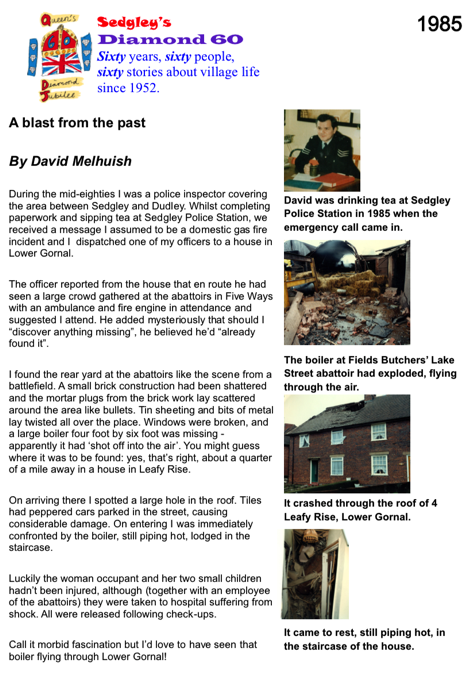 Queen's
Diamond
Jubilee
Sedgley's
Diamond 60
Sixty years, sixty people,
sixty stories about village life
since 1952.
1985
A blast from the past
By David Melhuish
During the mid-eighties I was a police inspector covering
the area between Sedgley and Dudley. Whilst completing
paperwork and sipping tea at Sedgley Police Station, we
received a message I assumed to be a domestic gas fire
incident and I dispatched one of my officers to a house in
Lower Gornal.
The officer reported from the house that en route he had
seen a large crowd gathered at the abattoirs in Five Ways
with an ambulance and fire engine in attendance and
suggested I attend. He added mysteriously that should I
“discover anything missing”, he believed he’d “already
found it”.
I found the rear yard at the abattoirs like the scene from a
battlefield. A small brick construction had been shattered
and the mortar plugs from the brick work lay scattered
around the area like bullets. Tin sheeting and bits of metal
lay twisted all over the place. Windows were broken, and
a large boiler four foot by six foot was missing -
apparently it had ‘shot off into the air’. You might guess
where it was to be found: yes, that’s right, about a quarter
of a mile away in a house in Leafy Rise.
On arriving there I spotted a large hole in the roof. Tiles
had peppered cars parked in the street, causing
considerable damage. On entering I was immediately
confronted by the boiler, still piping hot, lodged in the
staircase.
Luckily the woman occupant and her two small children
hadn’t been injured, although (together with an employee
of the abattoirs) they were taken to hospital suffering from
shock. All were released following check-ups.
Call it morbid fascination but I’d love to have seen that
boiler flying through Lower Gornal!
David was drinking tea at Sedgley
Police Station in 1985 when the
emergency call came in.
The boiler at Fields Butchers’ Lake
Street abattoir had exploded, flying
through the air.
It crashed through the roof of 4
Leafy Rise, Lower Gornal.
It came to rest, still piping hot, in
the staircase of the house.